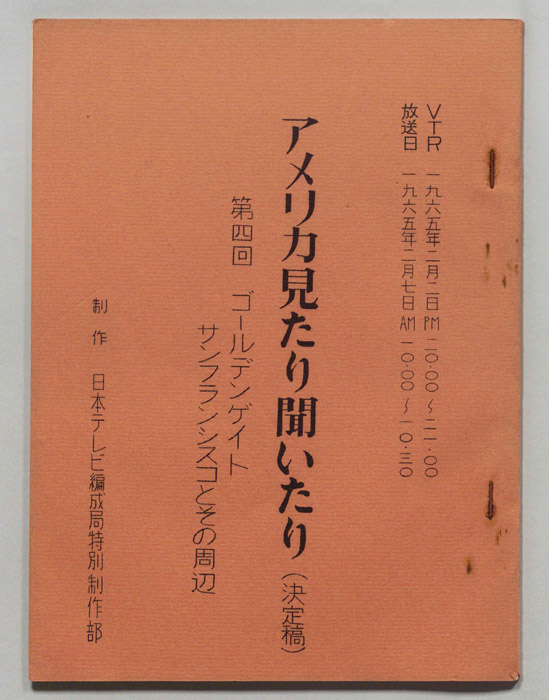 VTR 一九六五年二月二日 PM 二〇・〇〇～二一・〇〇
放送日 一九六五年二月七日 AM 一〇・〇〇～一〇・三〇
アメリカ見たり聞いたり（決定稿）
第四回 ゴールデンゲイト
サンフランシスコとその周辺
制作 日本テレビ編成局特別制作部